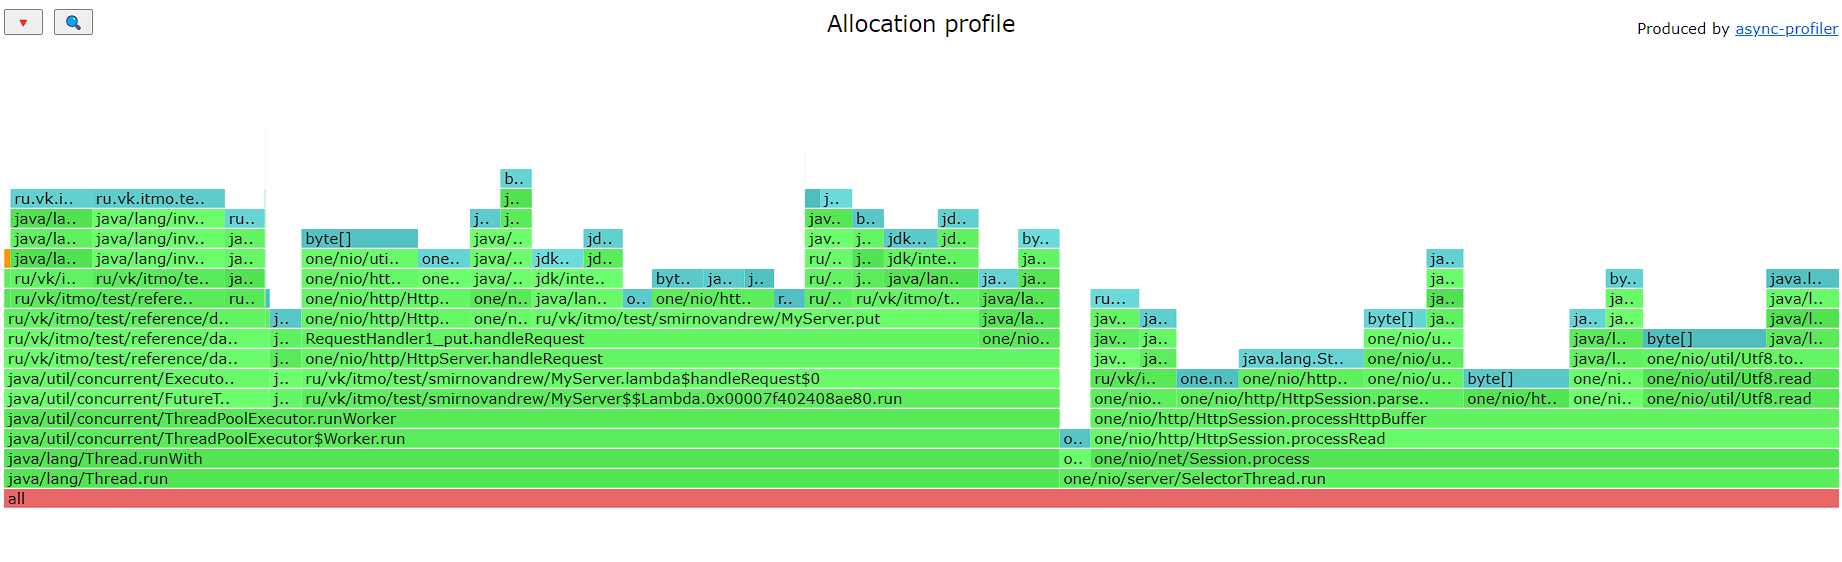 Allocation profile
Produced by async-profiler
b..
ru.vk.i.. ru.vk.itmo.te.. j.. j..
java/la.. java/lang/inv.. ru.. j.. j.. jav.. b.. jd..
java/la.. java/lang/inv.. ja.. byte[] java/.. jd.. jav.. j.. jdk... jd.. by..
java/la.. java/lang/inv.. ja.. one/nio/uti.. one.. java/.. jdk/.. jd.. ru/.. j.. jdk/inte.. ja.. ja..
ru/vk/i.. ru/vk/itmo/te.. ja.. one/nio/htt.. one.. java/.. jdk/inte.. byt.. ja.. j.. ru/.. j.. java/lan.. ja.. ja.. ja.. by.. java.l..
ru/vk/itmo/test/refere.. ru.. one/nio/http/Http.. one/n.. java/lan.. o.. one/nio/htt.. r.. ru/.. ru/vk/itmo/t.. java/la.. ru... ja.. ja.. java/l..
ru/vk/itmo/test/reference/d.. j.. one/nio/http/Http.. one/n.. ru/vk/itmo/test/smirnovandrew/MyServer.put java/la.. jav.. ja.. byte[] ja.. ja.. ja.. java/l..
ru/vk/itmo/test/reference/da.. j.. RequestHandler1_put.handleRequest one/nio.. jav.. ja.. one/nio/u.. ja.. java/l.. byte[] java/l..
ru/vk/itmo/test/reference/da.. j.. one/nio/http/HttpServer.handleRequest jav.. ja.. java.lang.St.. one/nio/u.. java/l.. one/nio/util/Utf8.to..
java/util/concurrent/Executo.. j.. ru/vk/itmo/test/smirnovandrew/MyServer.lambda$handleRequest$0 ru/vk/i.. one.n.. one/nio/http.. one/nio/u.. byte[] one/ni.. one/nio/util/Utf8.read
java/util/concurrent/FutureT.. j.. ru/vk/itmo/test/smirnovandrew/MyServer$$Lambda.0x00007f402408ae80.run one/nio.. one/nio/http/HttpSession.parse.. one/nio/ht.. one/ni.. one/nio/util/Utf8.read
java/util/concurrent/ThreadPoolExecutor.runWorker one/nio/http/HttpSession.processHttpBuffer
java/util/concurrent/ThreadPoolExecutor$Worker.run o.. one/nio/http/HttpSession.processRead
java/lang/Thread.runWith o.. one/nio/net/Session.process
java/lang/Thread.run one/nio/server/SelectorThread.run
all